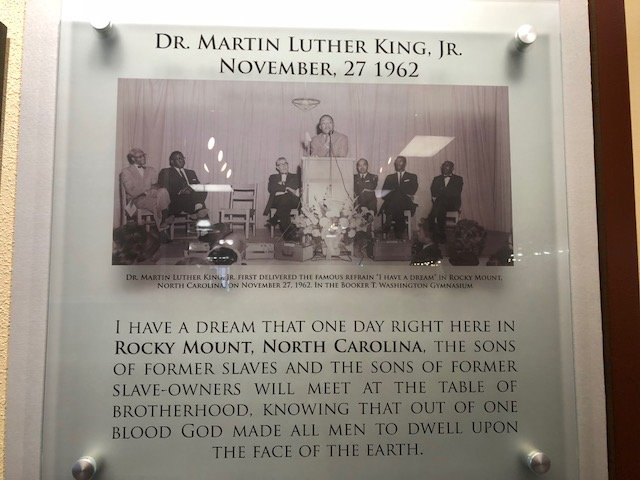 Dr. Martin Luther King, Jr.
November, 27 1962
Dr. Martin Luther King, Jr. first delivered the famous refrain "I have a dream" in Rocky Mount,
North Carolina, on November 27, 1962. In the Booker T. Washington Gymnasium
I have a dream that one day right here in
Rocky Mount, North Carolina, the sons
of former slaves and the sons of former
slave-owners will meet at the table of
brotherhood, knowing that out of one
blood God made all men to dwell upon
the face of the earth.